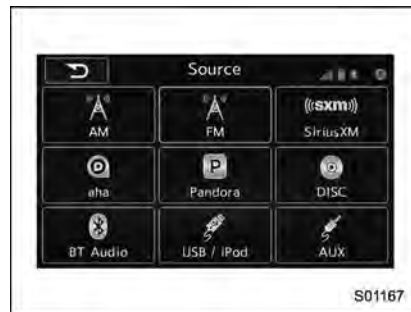 Source
((sxm))
AM
FM
SiriusXM
P
aha
Pandora
DISC
BT Audio
USB / iPod
AUX
S01167